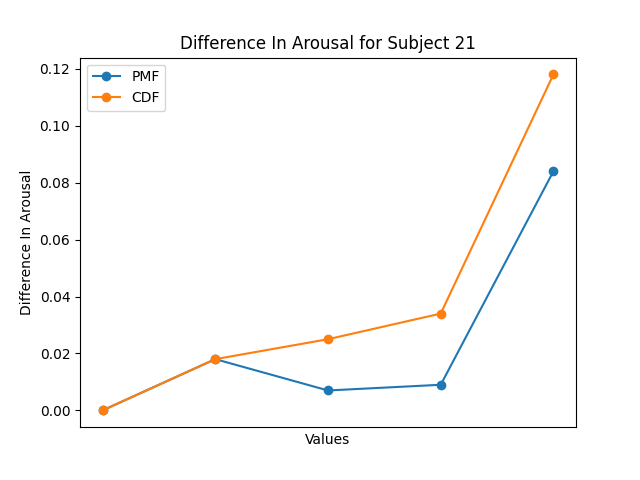 Difference In Arousal for Subject 21
PMF
CDF
0.12
0.10
0.08
0.06
0.04
0.02
0.00
Difference In Arousal
Values